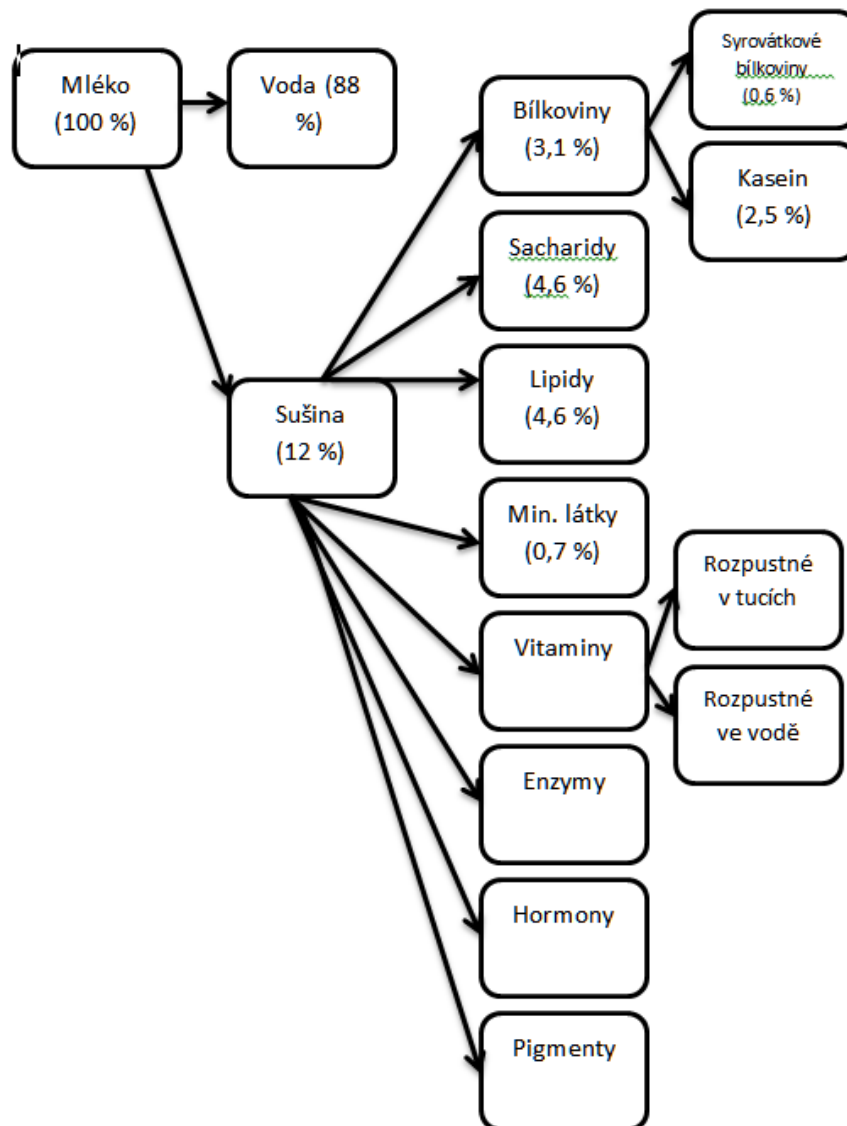 Mléko
(100 %)
Voda (88
%)
Sušina
(12 %)
Bílkoviny
(3,1 %)
Syrovátkové
bílkoviny
(0,6 %)
Kasein
(2,5 %)
Sacharidy
(4,6 %)
Lipidy
(4,6 %)
Min. látky
(0,7 %)
Vitaminy
Rozpustné
v tucích
Rozpustné
ve vodě
Enzymy
Hormony
Pigmenty